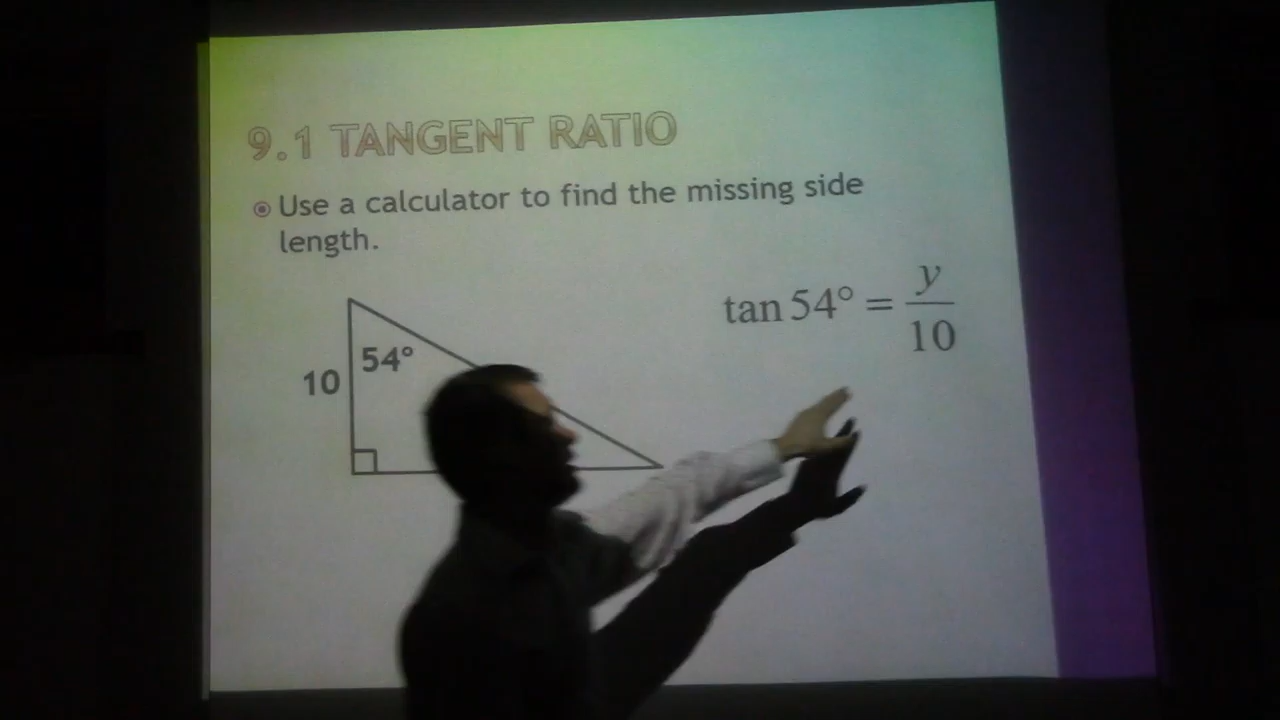 9.1 TANGENT RATIO
Use a calculator to find the missing side
length.
tan 54° = y/10
54°
10